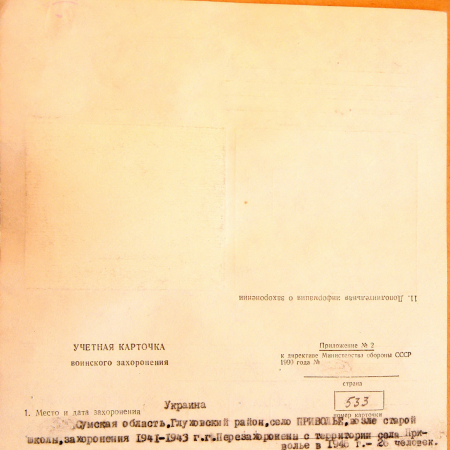 11. Дополнительная информация о захоронении
УЧЕТНАЯ КАРТОЧКА
воинского захоронения
Приложение № 2
к директиве Министерства обороны СССР
1990 года №
страна
Украина
533
номер карточки
1. Место и дата захоронения
Сумская область, Глуховский район, село ПРИВОЛЬЕ, возле старой
школы, захоронения 1941-1943 г.г. Перезахоронены с территории села При-
волье в 1948 г.- 26 человек.